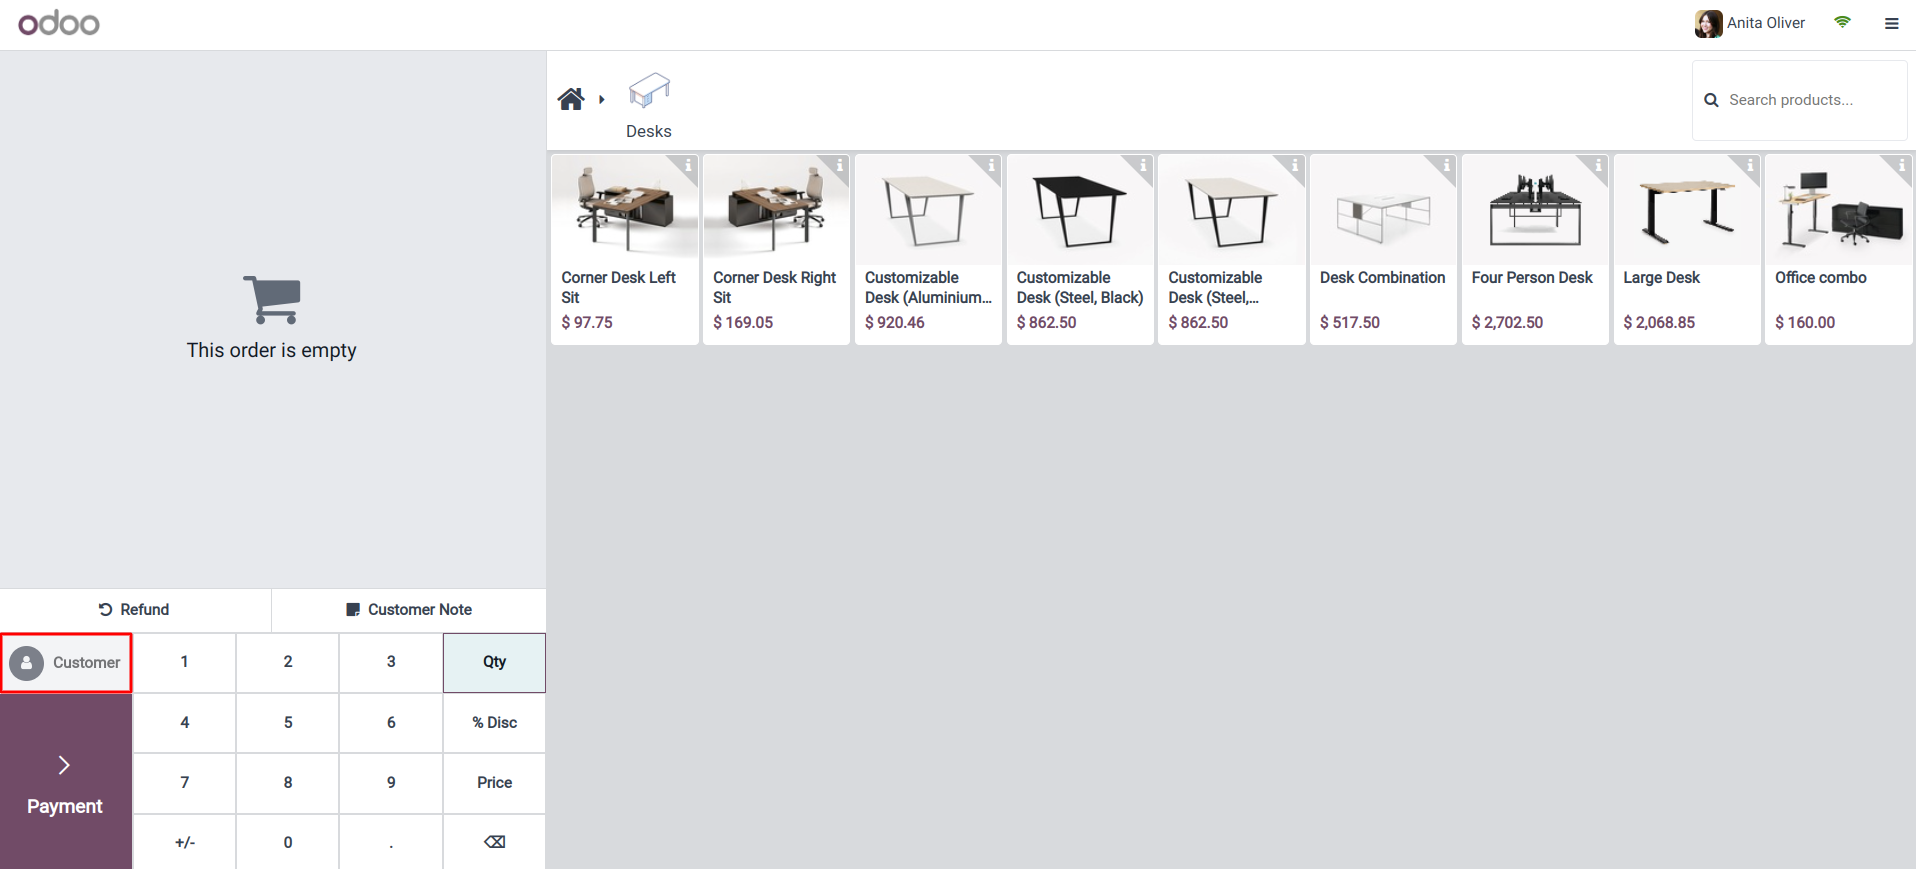 odoo
Anita Oliver
Desks
Search products...
Corner Desk Left
Sit
$ 97.75
Corner Desk Right
Sit
$ 169.05
Customizable
Desk (Aluminium...
$ 920.46
Customizable
Desk (Steel, Black)
$ 862.50
Customizable
Desk (Steel,...
$ 862.50
Desk Combination
$ 517.50
Four Person Desk
$ 2,702.50
Large Desk
$ 2,068.85
Office combo
$ 160.00
This order is empty
Refund
Customer Note
Customer
1
2
3
Qty
4
5
6
% Disc
Payment
7
8
9
Price
+/-
0
.